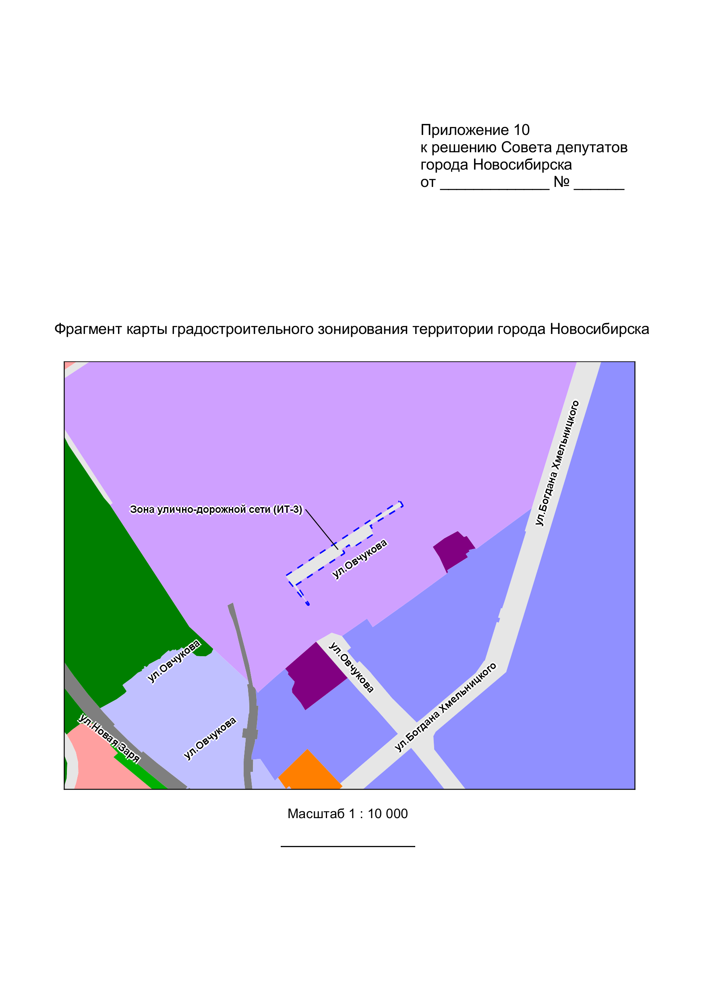 Приложение 10
к решению Совета депутатов
города Новосибирска
от _____________ № ______
Фрагмент карты градостроительного зонирования территории города Новосибирска
ул.Богдана Хмельницкого
Зона улично-дорожной сети (ИТ-3)
ул.Овчукова
ул.Овчукова
ул.Овчукова
ул.Богдана Хмельницкого
ул.Новая Заря
ул.Овчукова
Масштаб 1 : 10 000